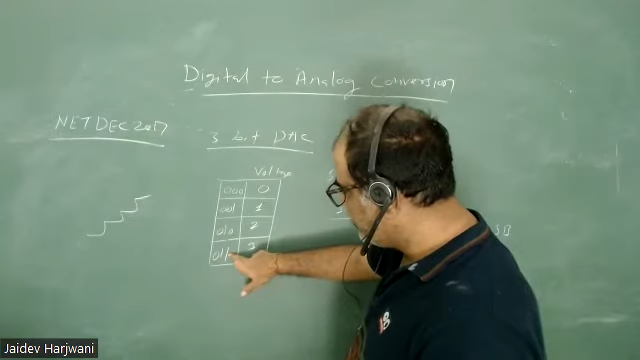 Digital to Analog Conversion
NET DEC 2017
3 bit DAC
Voltage
000 0
001 1
010 2
011 3
SB
Jaidev Harjwani